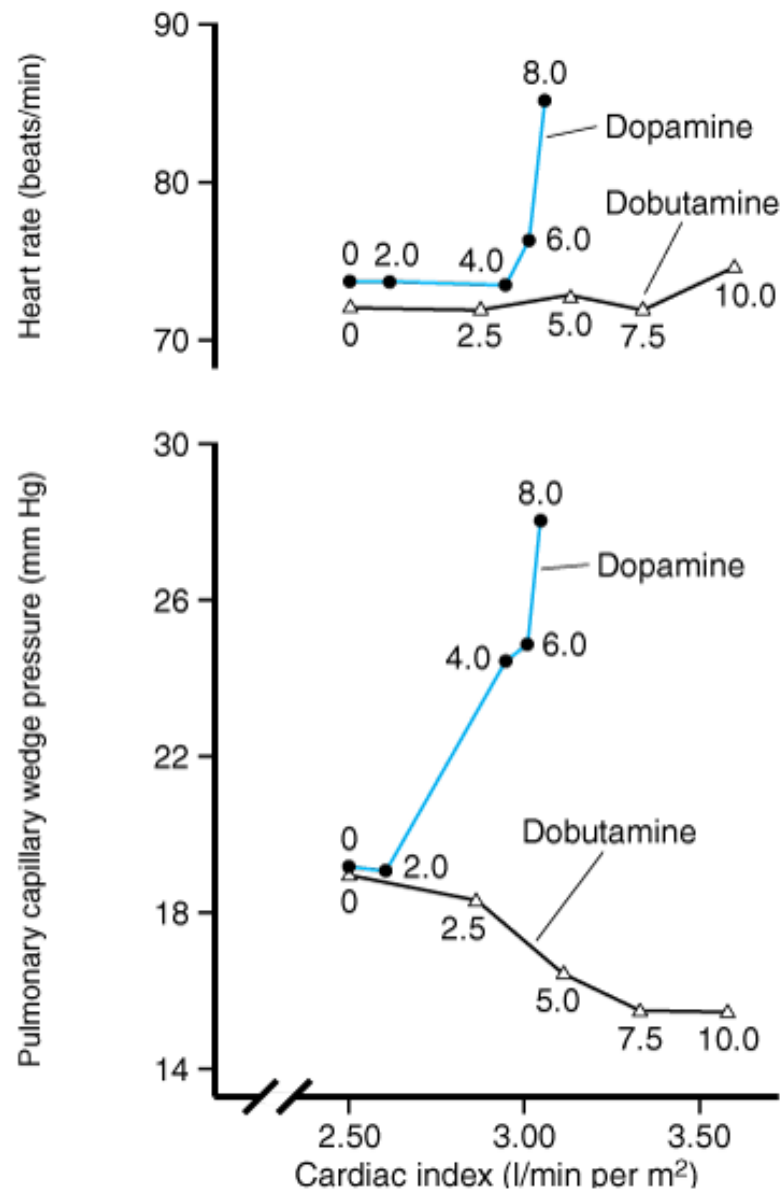 90
8.0
Dopamine
80
Dobutamine
0 2.0 4.0 6.0
70
0 2.5 5.0 7.5 10.0
Heart rate (beats/min)
30
8.0
Dopamine
26
4.0 6.0
22
Dobutamine
0
2.0
0
18
2.5
5.0
7.5 10.0
14
Pulmonary capillary wedge pressure (mm Hg)
2.50 3.00 3.50
Cardiac index (l/min per m²)